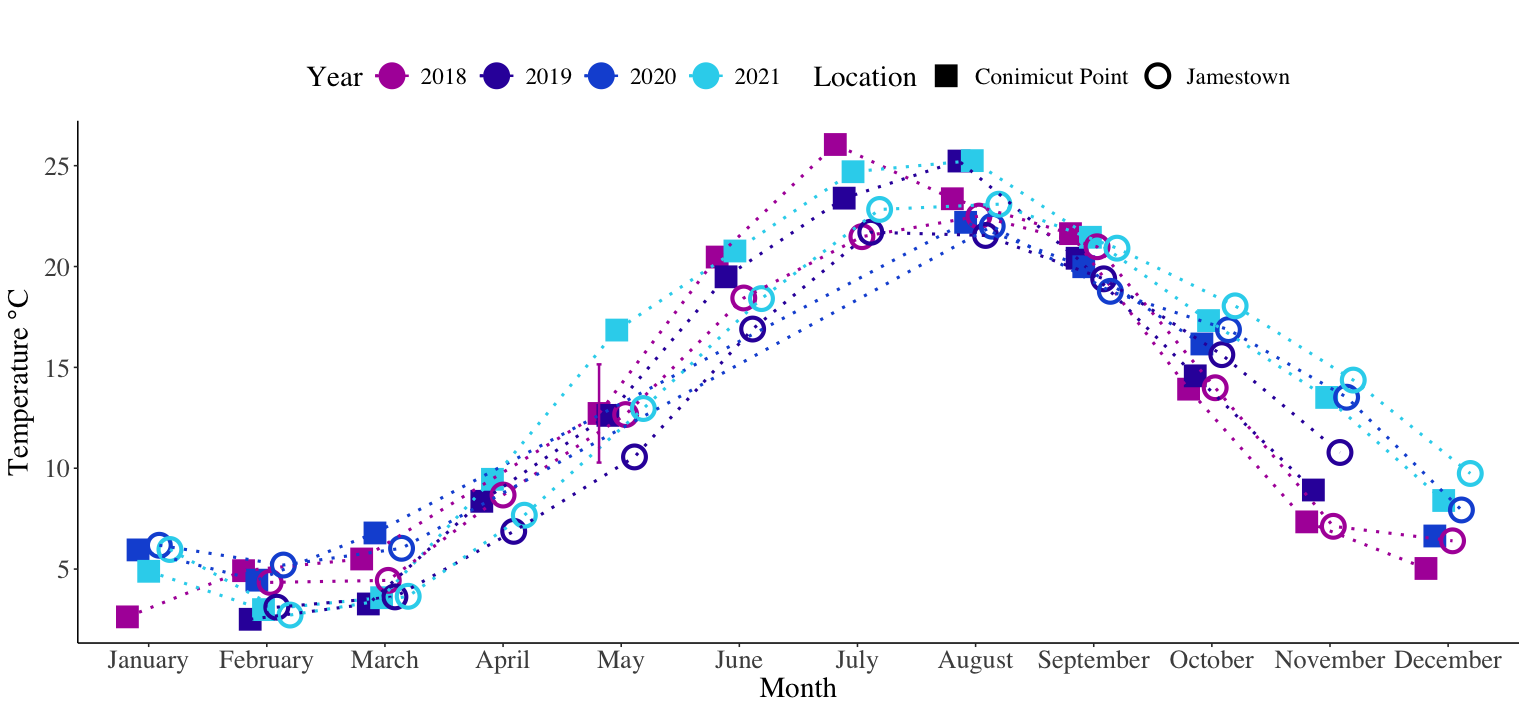 Year 2018 2019 2020 2021 Location Conimicut Point Jamestown
25
20
15
10
5
Temperature °C
January February March April May June July August September October November December
Month